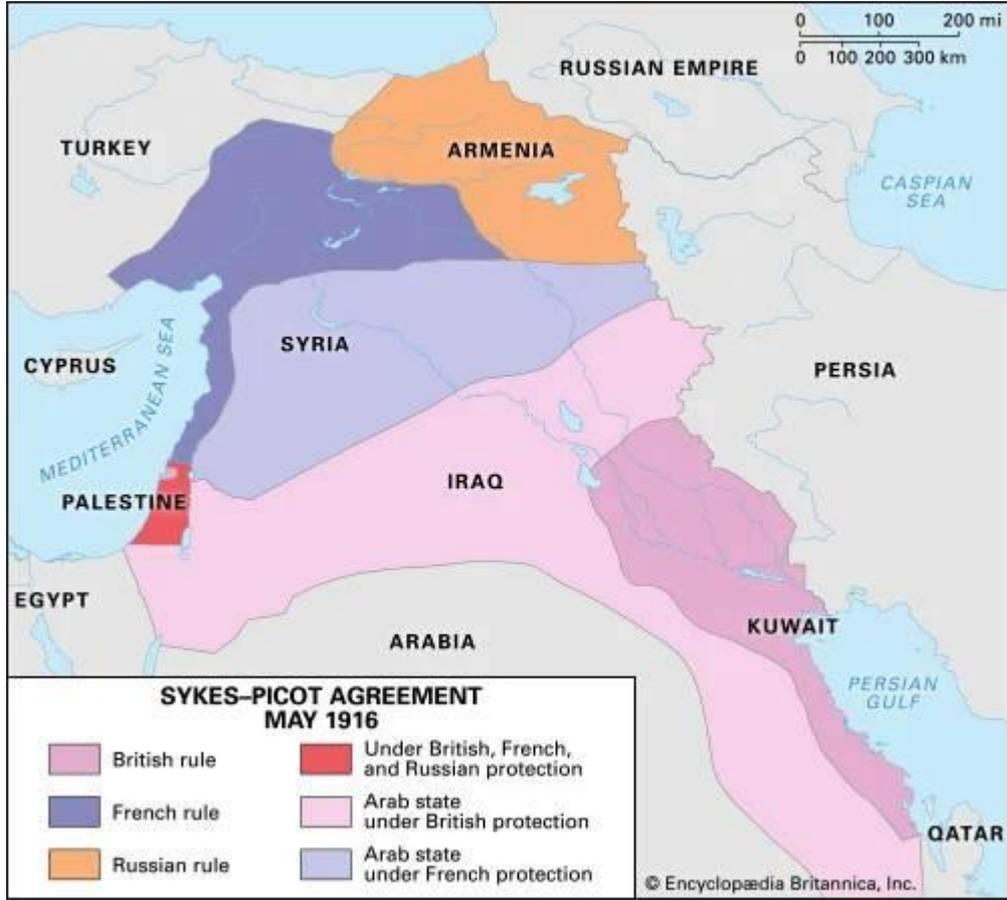 0 100 200 mi
0 100 200 300 km
RUSSIAN EMPIRE
TURKEY
ARMENIA
CASPIAN
SEA
SYRIA
CYPRUS
MEDITERRANEAN SEA
PERSIA
IRAQ
PALESTINE
EGYPT
KUWAIT
ARABIA
PERSIAN
GULF
QATAR
SYKES–PICOT AGREEMENT
MAY 1916
British rule
French rule
Russian rule
Under British, French,
and Russian protection
Arab state
under British protection
Arab state
under French protection
© Encyclopædia Britannica, Inc.